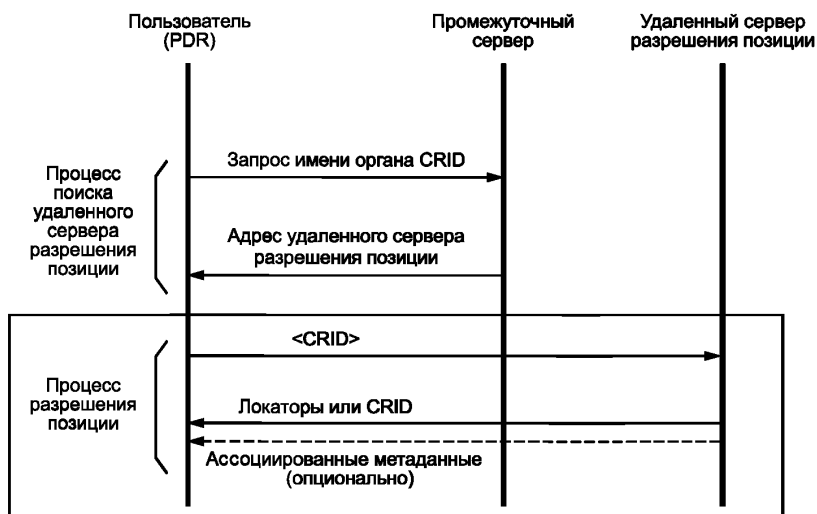 Пользователь
(PDR)
Промежуточный
сервер
Удаленный сервер
разрешения позиции
Процесс
поиска
удаленного
сервера
разрешения
позиции
Запрос имени органа CRID
Адрес удаленного сервера
разрешения позиции
<CRID>
Процесс
разрешения
позиции
Локаторы или CRID
Ассоциированные метаданные
(опционально)